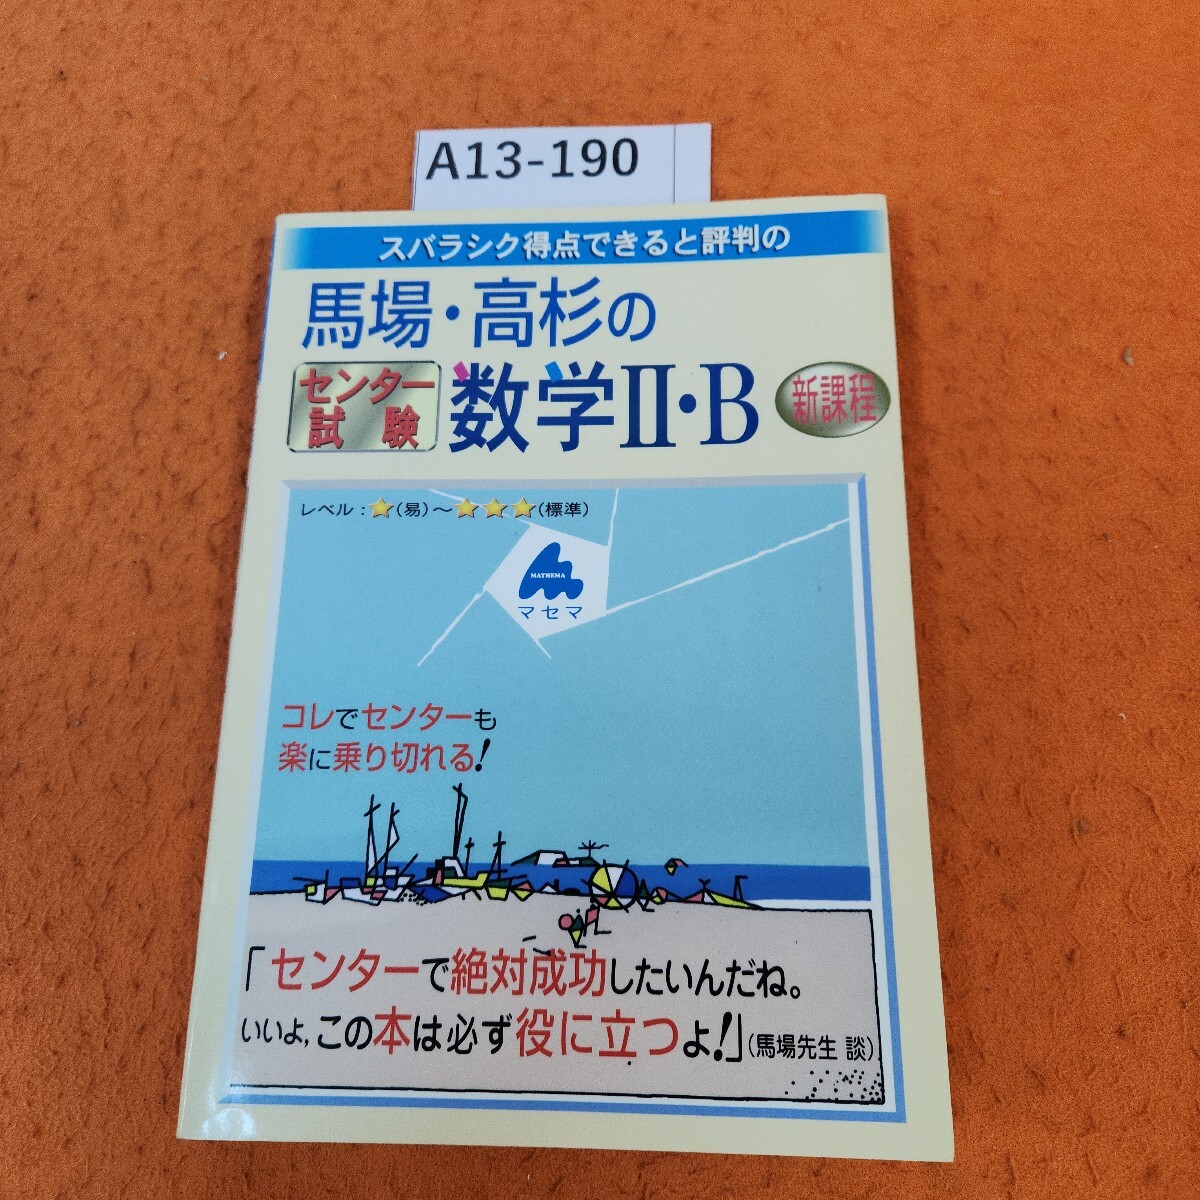 A13-190
スバラシク得点できると評判の
馬場・高杉の
センター試験 数学II・B 新課程
レベル：★(易)～★★★(標準)
MATHEMA
マセマ
コレでセンターも
楽に乗り切れる!
「センターで絶対成功したいんだね。
いいよ,この本は必ず役に立つよ!」(馬場先生 談)